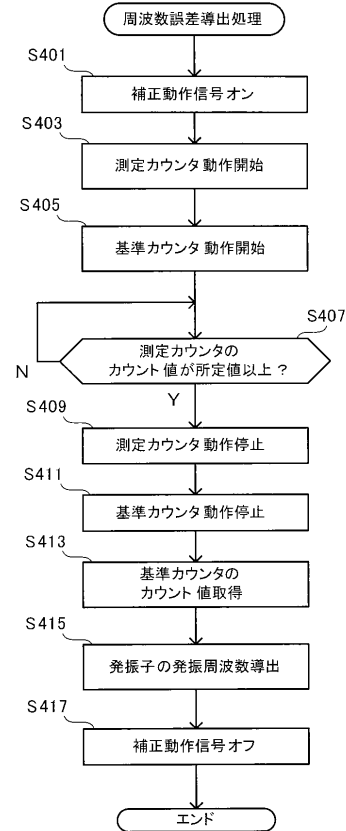 周波数誤差導出処理
S401
補正動作信号オン
S403
測定カウンタ動作開始
S405
基準カウンタ動作開始
S407
測定カウンタの
カウント値が所定値以上?
N
Y
S409
測定カウンタ動作停止
S411
基準カウンタ動作停止
S413
基準カウンタの
カウント値取得
S415
発振子の発振周波数導出
S417
補正動作信号オフ
エンド